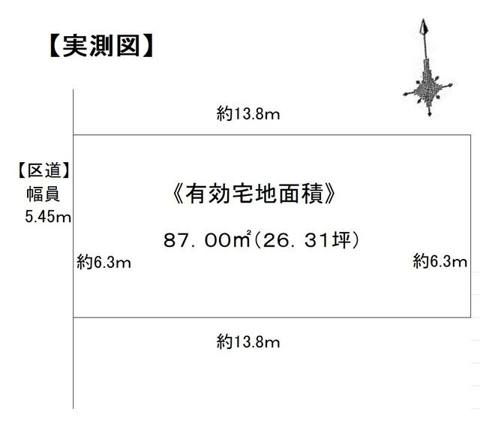 【実測図】
約13.8m
【区道】
幅員
5.45m
《有効宅地面積》
87.00㎡(26.31坪)
約6.3m
約6.3m
約13.8m